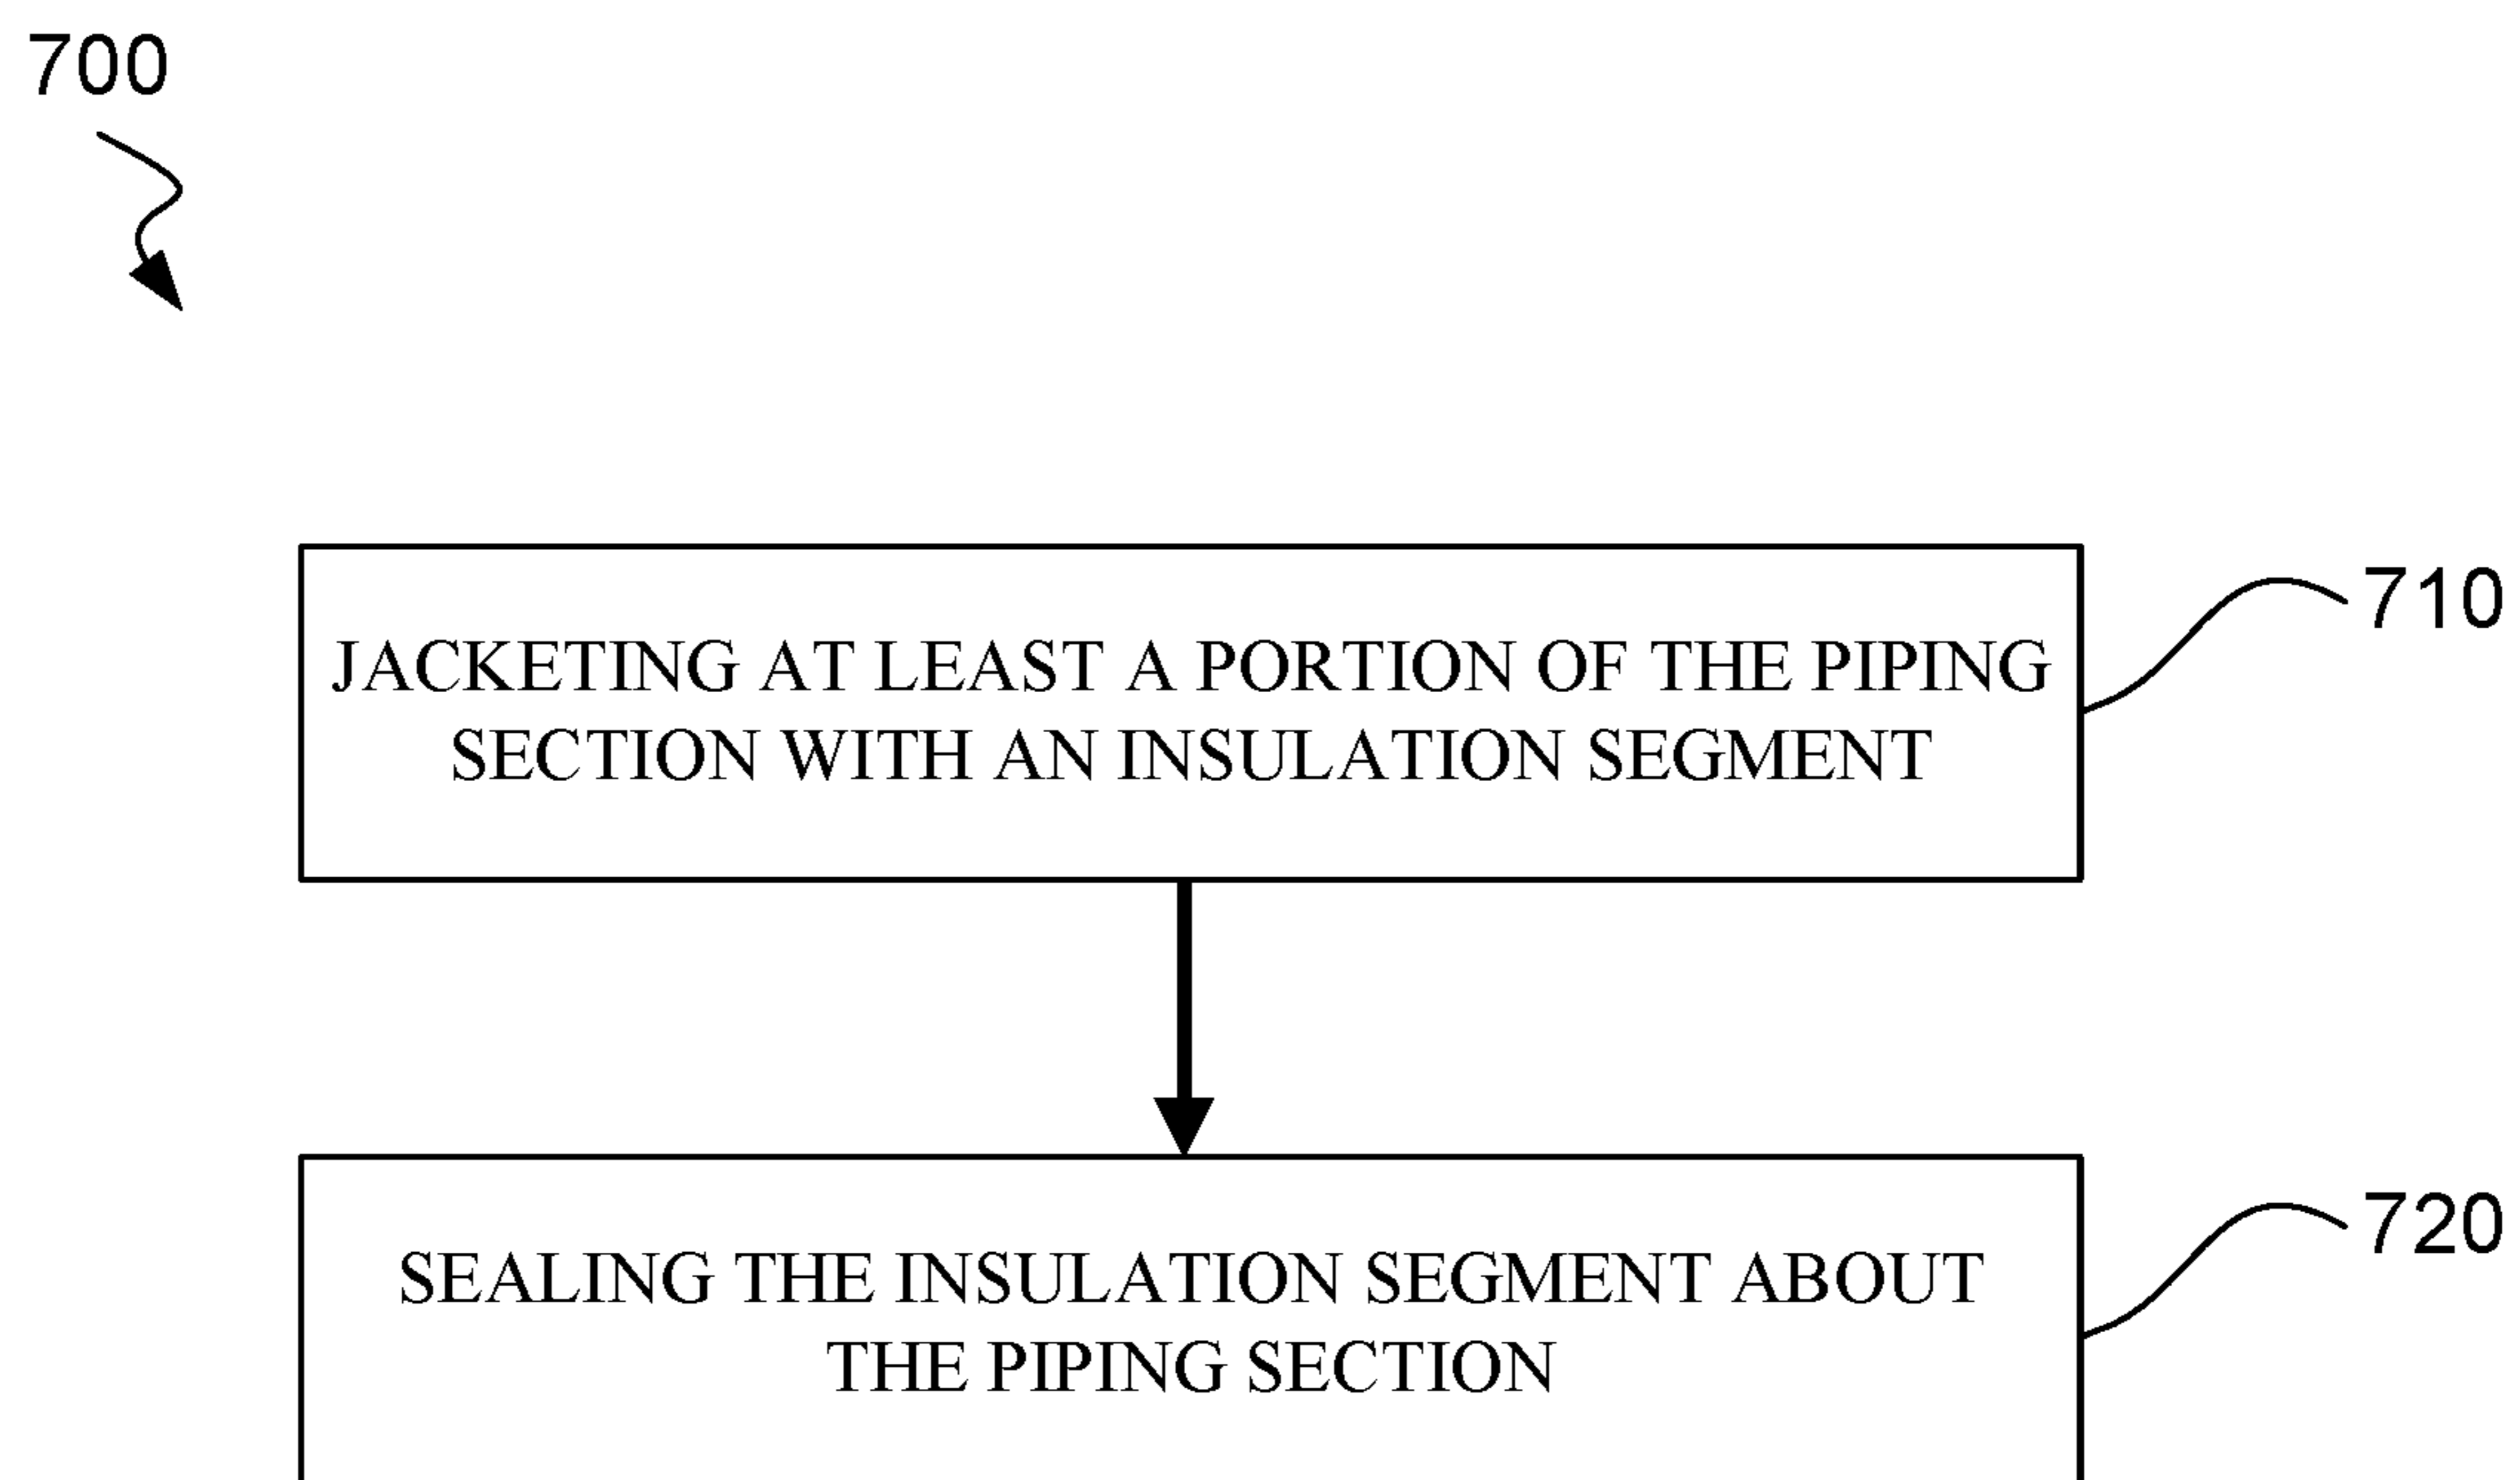 700
JACKETING AT LEAST A PORTION OF THE PIPING
SECTION WITH AN INSULATION SEGMENT
710
SEALING THE INSULATION SEGMENT ABOUT
THE PIPING SECTION
720